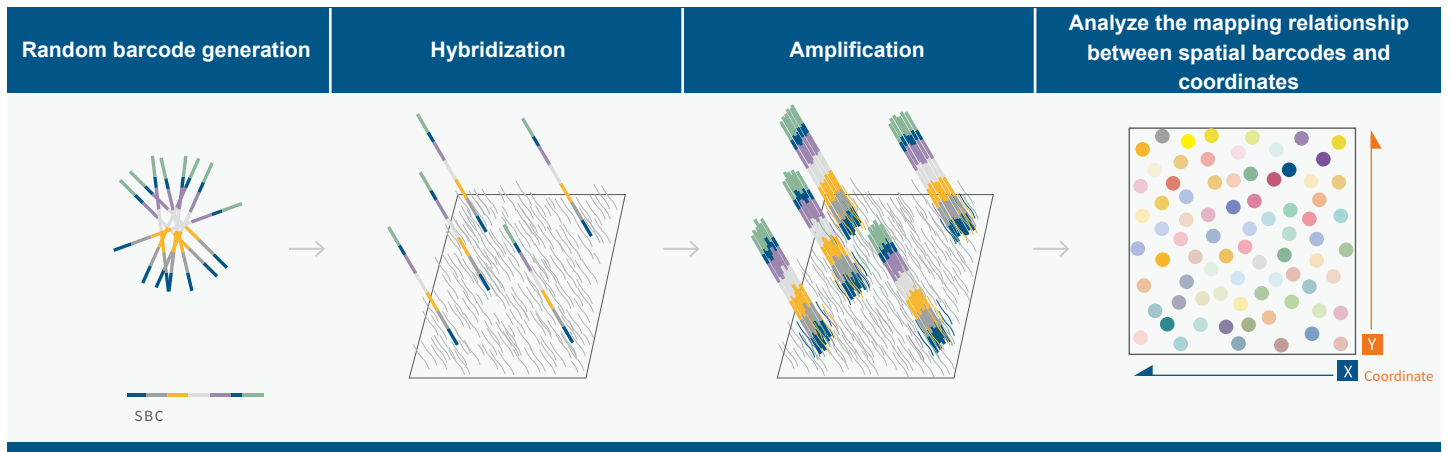 Random barcode generation
Hybridization
Amplification
Analyze the mapping relationship
between spatial barcodes and
coordinates
SBC
Y
X
Coordinate